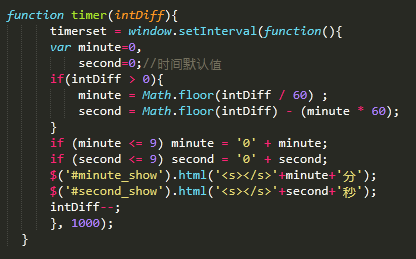 function timer(intDiff){
timerset = window.setInterval(function(){
var minute=0,
second=0;//时间默认值
if(intDiff > 0){
minute = Math.floor(intDiff / 60) ;
second = Math.floor(intDiff) - (minute * 60);
}
if (minute <= 9) minute = '0' + minute;
if (second <= 9) second = '0' + second;
$('#minute_show').html('<s></s>'+minute+'分');
$('#second_show').html('<s></s>'+second+'秒');
intDiff--;
}, 1000);
}